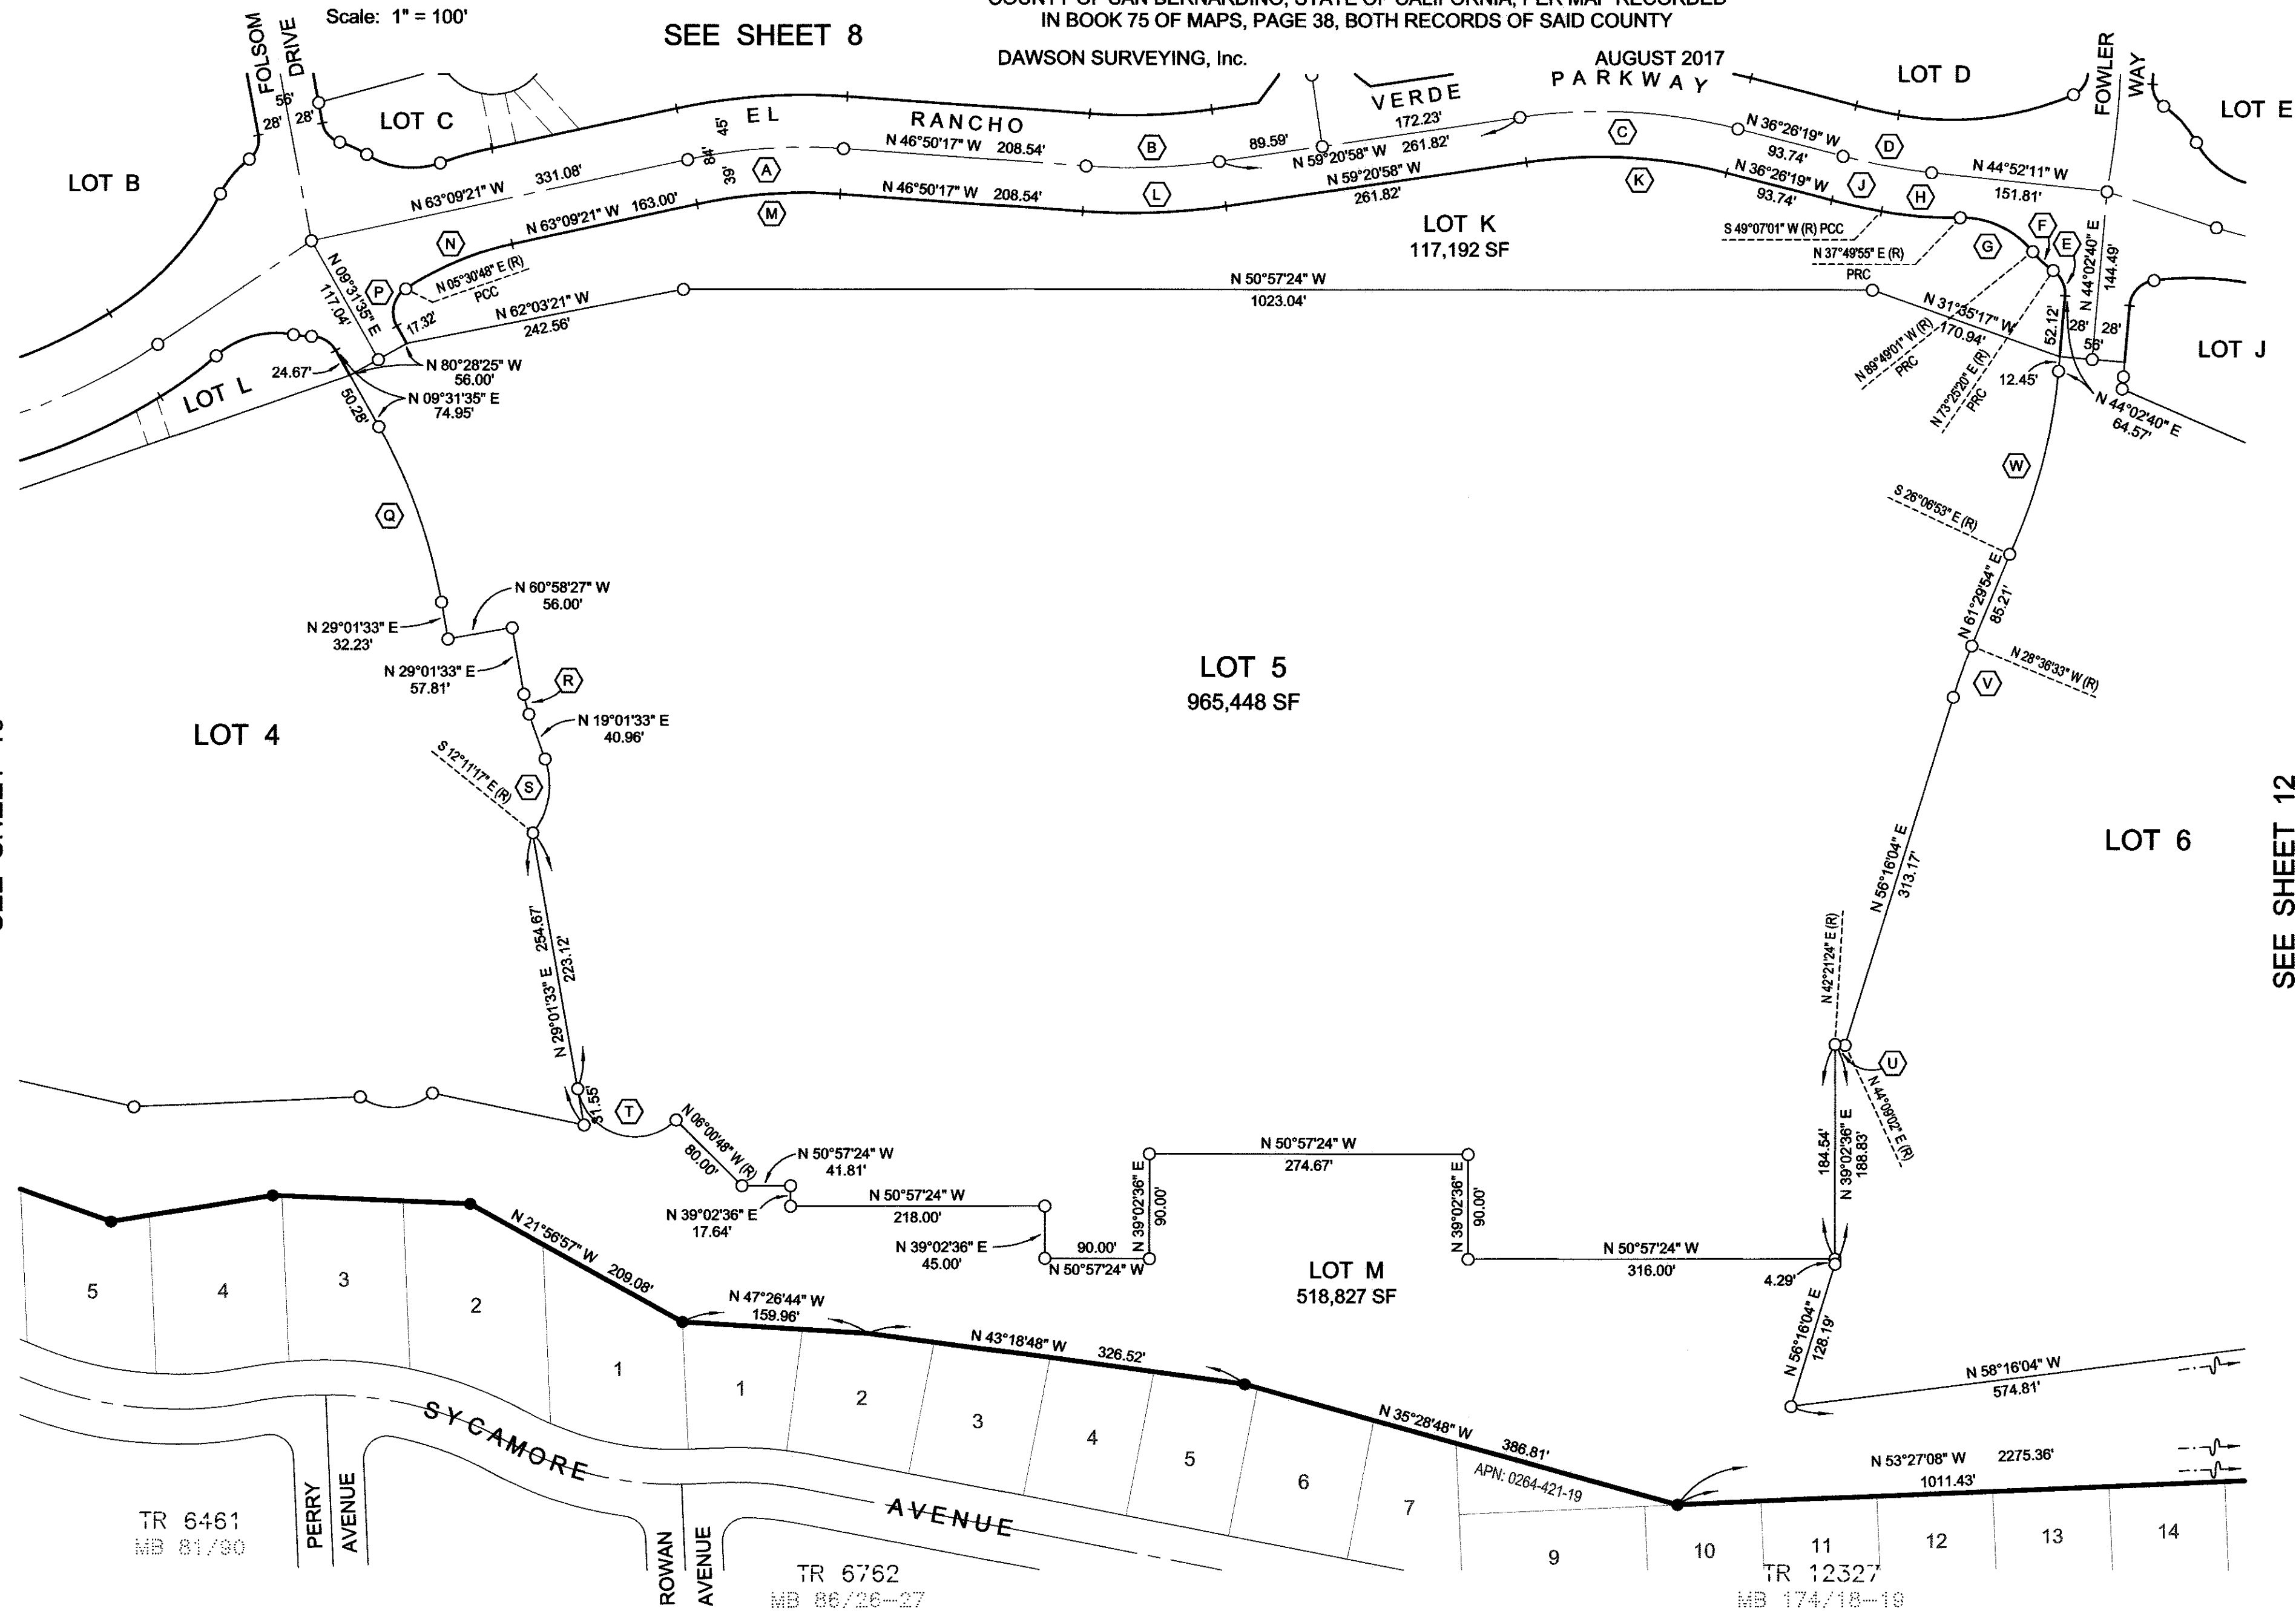 COUNTY OF SAN BERNARDINO, STATE OF CALIFORNIA, PER MAP RECORDED
IN BOOK 75 OF MAPS, PAGE 38, BOTH RECORDS OF SAID COUNTY
Scale: 1" = 100'
SEE SHEET 8
DAWSON SURVEYING, Inc.
AUGUST 2017
FOLSOM
DRIVE
56'
28'
28'
LOT B
LOT C
EL
RANCHO
VERDE
PARKWAY
LOT D
FOWLER
WAY
LOT E
45'
84'
39'
N 63°09'21" W 331.08'
A
N 46°50'17" W 208.54'
B
89.59'
172.23'
N 59°20'58" W 261.82'
C
N 36°26'19" W
93.74'
D
N 44°52'11" W
151.81'
N 63°09'21" W 163.00'
M
N
N 46°50'17" W 208.54'
L
N 59°20'58" W
261.82'
K
N 36°26'19" W
93.74'
J
H
LOT K
117,192 SF
S 49°07'01" W (R) PCC
N 37°49'55" E (R)
PRC
G
F
E
N 44°02'40" E
144.49'
N 09°31'35" E
117.04'
P
N 05°30'48" E (R)
PCC
17.32'
N 62°03'21" W
242.56'
N 50°57'24" W
1023.04'
N 31°35'17" W
170.94'
52.12'
28'
28'
56'
LOT J
N 89°49'01" W (R)
PRC
N 73°25'20" E (R)
PRC
12.45'
N 44°02'40" E
64.57'
LOT L
24.67'
N 80°28'25" W
56.00'
N 09°31'35" E
74.95'
50.28'
Q
W
S 26°06'53" E (R)
N 61°29'54" E
85.21'
N 28°36'33" W (R)
V
N 60°58'27" W
56.00'
N 29°01'33" E
32.23'
N 29°01'33" E
57.81'
R
N 19°01'33" E
40.96'
LOT 4
S 12°11'17" E (R)
S
LOT 5
965,448 SF
LOT 6
SEE SHEET 12
N 56°16'04" E
313.17'
N 29°01'33" E 254.67'
223.12'
31.55'
T
N 42°21'24" E (R)
U
N 44°09'02" E (R)
184.54'
N 39°02'36" E
188.83'
N 06°00'48" W (R)
80.00'
N 50°57'24" W
41.81'
N 39°02'36" E
17.64'
N 50°57'24" W
218.00'
N 39°02'36" E
45.00'
90.00'
N 50°57'24" W
N 39°02'36" E
90.00'
N 50°57'24" W
274.67'
N 39°02'36" E
90.00'
N 50°57'24" W
316.00'
4.29'
LOT M
518,827 SF
N 56°16'04" E
128.19'
N 58°16'04" W
574.81'
N 21°56'57" W 209.08'
N 47°26'44" W
159.96'
N 43°18'48" W 326.52'
N 35°28'48" W 386.81'
APN: 0264-421-19
N 53°27'08" W 2275.36'
1011.43'
5
4
3
2
1
1
2
3
4
5
6
7
9
10
11
12
13
14
SYCAMORE
AVENUE
PERRY
AVENUE
ROWAN
AVENUE
TR 6461
MB 81/90
TR 6762
MB 86/26-27
TR 12327
MB 174/18-19